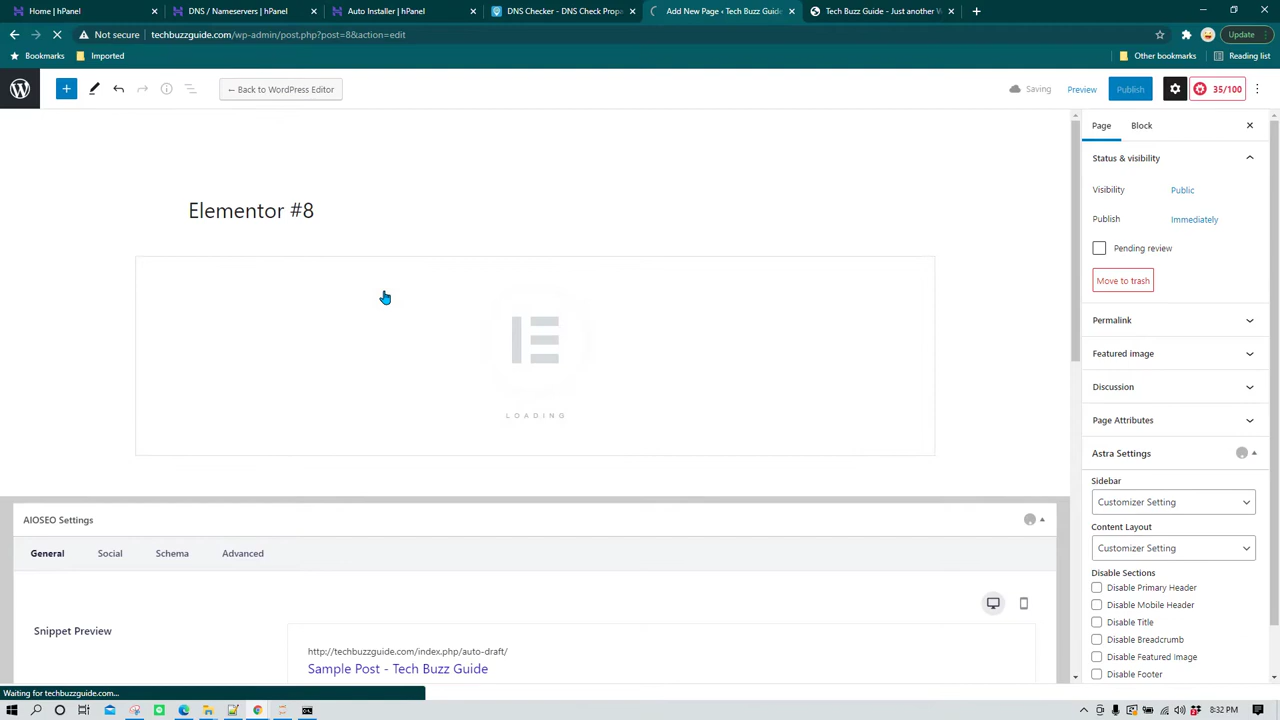 Home | hPanel
DNS / Nameservers | hPanel
Auto Installer | hPanel
DNS Checker - DNS Check Prop
Add New Page ‹ Tech Buzz Guide
Tech Buzz Guide - Just another W
Not secure
techbuzzguide.com/wp-admin/post.php?post=8&action=edit
Update
Bookmarks
Imported
Other bookmarks
Reading list
← Back to WordPress Editor
Saving
Preview
Publish
35/100
Page
Block
Status & visibility
Visibility
Public
Publish
Immediately
Pending review
Move to trash
Permalink
Featured image
Discussion
Page Attributes
Astra Settings
Sidebar
Customizer Setting
Content Layout
Customizer Setting
Disable Sections
Disable Primary Header
Disable Mobile Header
Disable Title
Disable Breadcrumb
Disable Featured Image
Disable Footer
Elementor #8
LOADING
AIOSEO Settings
General
Social
Schema
Advanced
Snippet Preview
http://techbuzzguide.com/index.php/auto-draft/
Sample Post - Tech Buzz Guide
Waiting for techbuzzguide.com...
8:32 PM